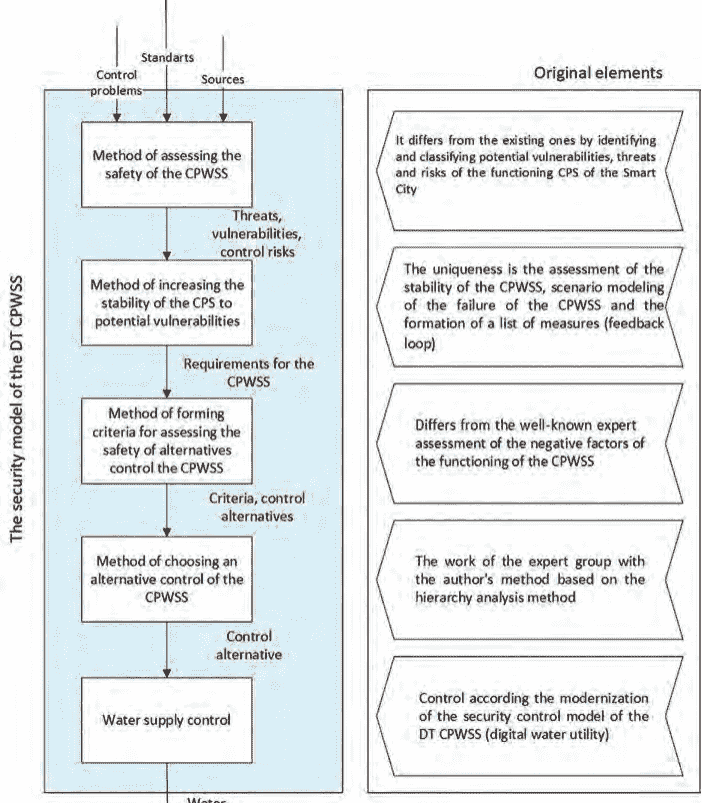 Standarts
Control
problems
Sources
Original elements
The security model of the DT CPWSS
Method of assessing the
safety of the CPWSS
Threats,
vulnerabilities,
control risks
Method of increasing the
stability of the CPS to
potential vulnerabilities
Requirements for the
CPWSS
Method of forming
criteria for assessing the
safety of alternatives
control the CPWSS
Criteria, control
alternatives
Method of choosing an
alternative control of the
CPWSS
Control
alternative
Water supply control
Water
It differs from the existing ones by identifying
and classifying potential vulnerabilities, threats
and risks of the functioning CPS of the Smart
City
The uniqueness is the assessment of the
stability of the CPWSS, scenario modeling
of the failure of the CPWSS and the
formation of a list of measures (feedback
loop)
Differs from the well-known expert
assessment of the negative factors of
the functioning of the CPWSS
The work of the expert group with
the author's method based on the
hierarchy analysis method
Control according the modernization
of the security control model of the
DT CPWSS (digital water utility)